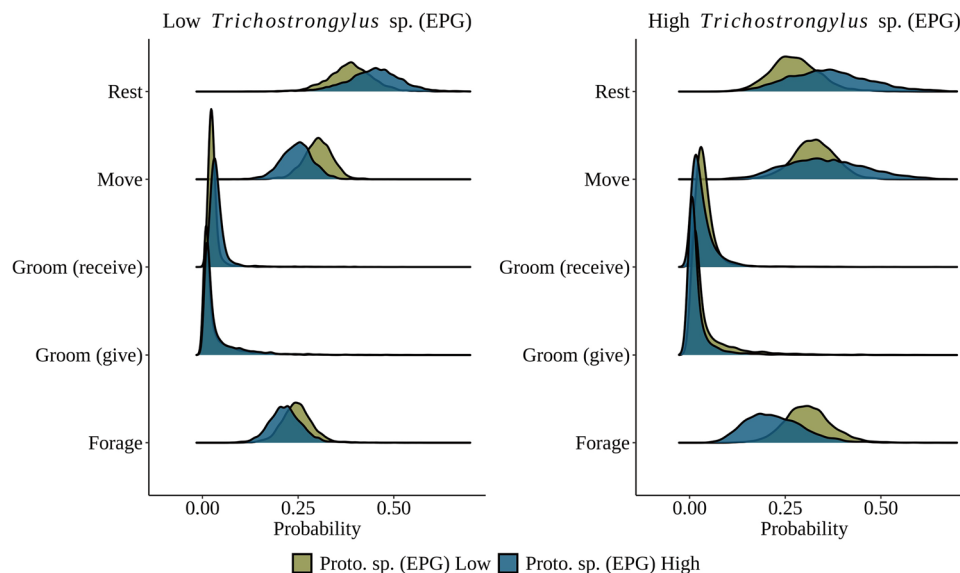 Low Trichostrongylus sp. (EPG)
Rest
Move
Groom (receive)
Groom (give)
Forage
0.00 0.25 0.50
Probability
High Trichostrongylus sp. (EPG)
Rest
Move
Groom (receive)
Groom (give)
Forage
0.00 0.25 0.50
Probability
Proto. sp. (EPG) Low Proto. sp. (EPG) High